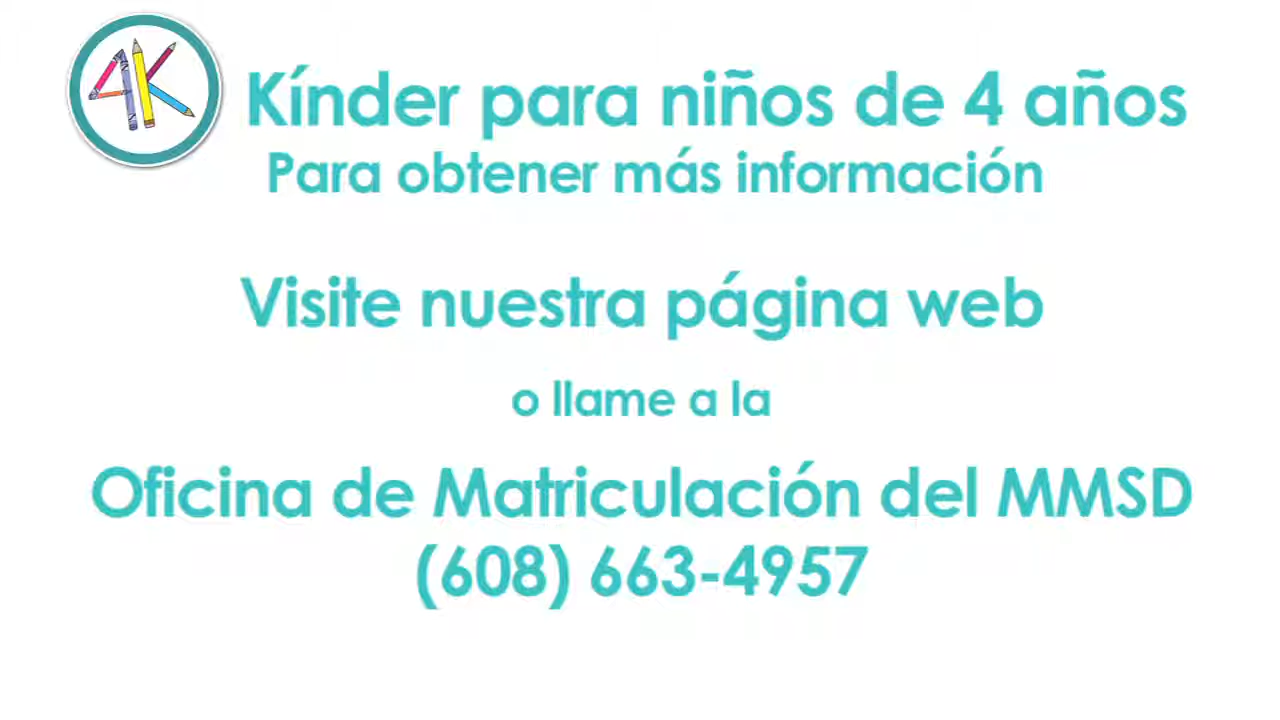 4K
Kínder para niños de 4 años
Para obtener más información
Visite nuestra página web
o llame a la
Oficina de Matriculación del MMSD
(608) 663-4957